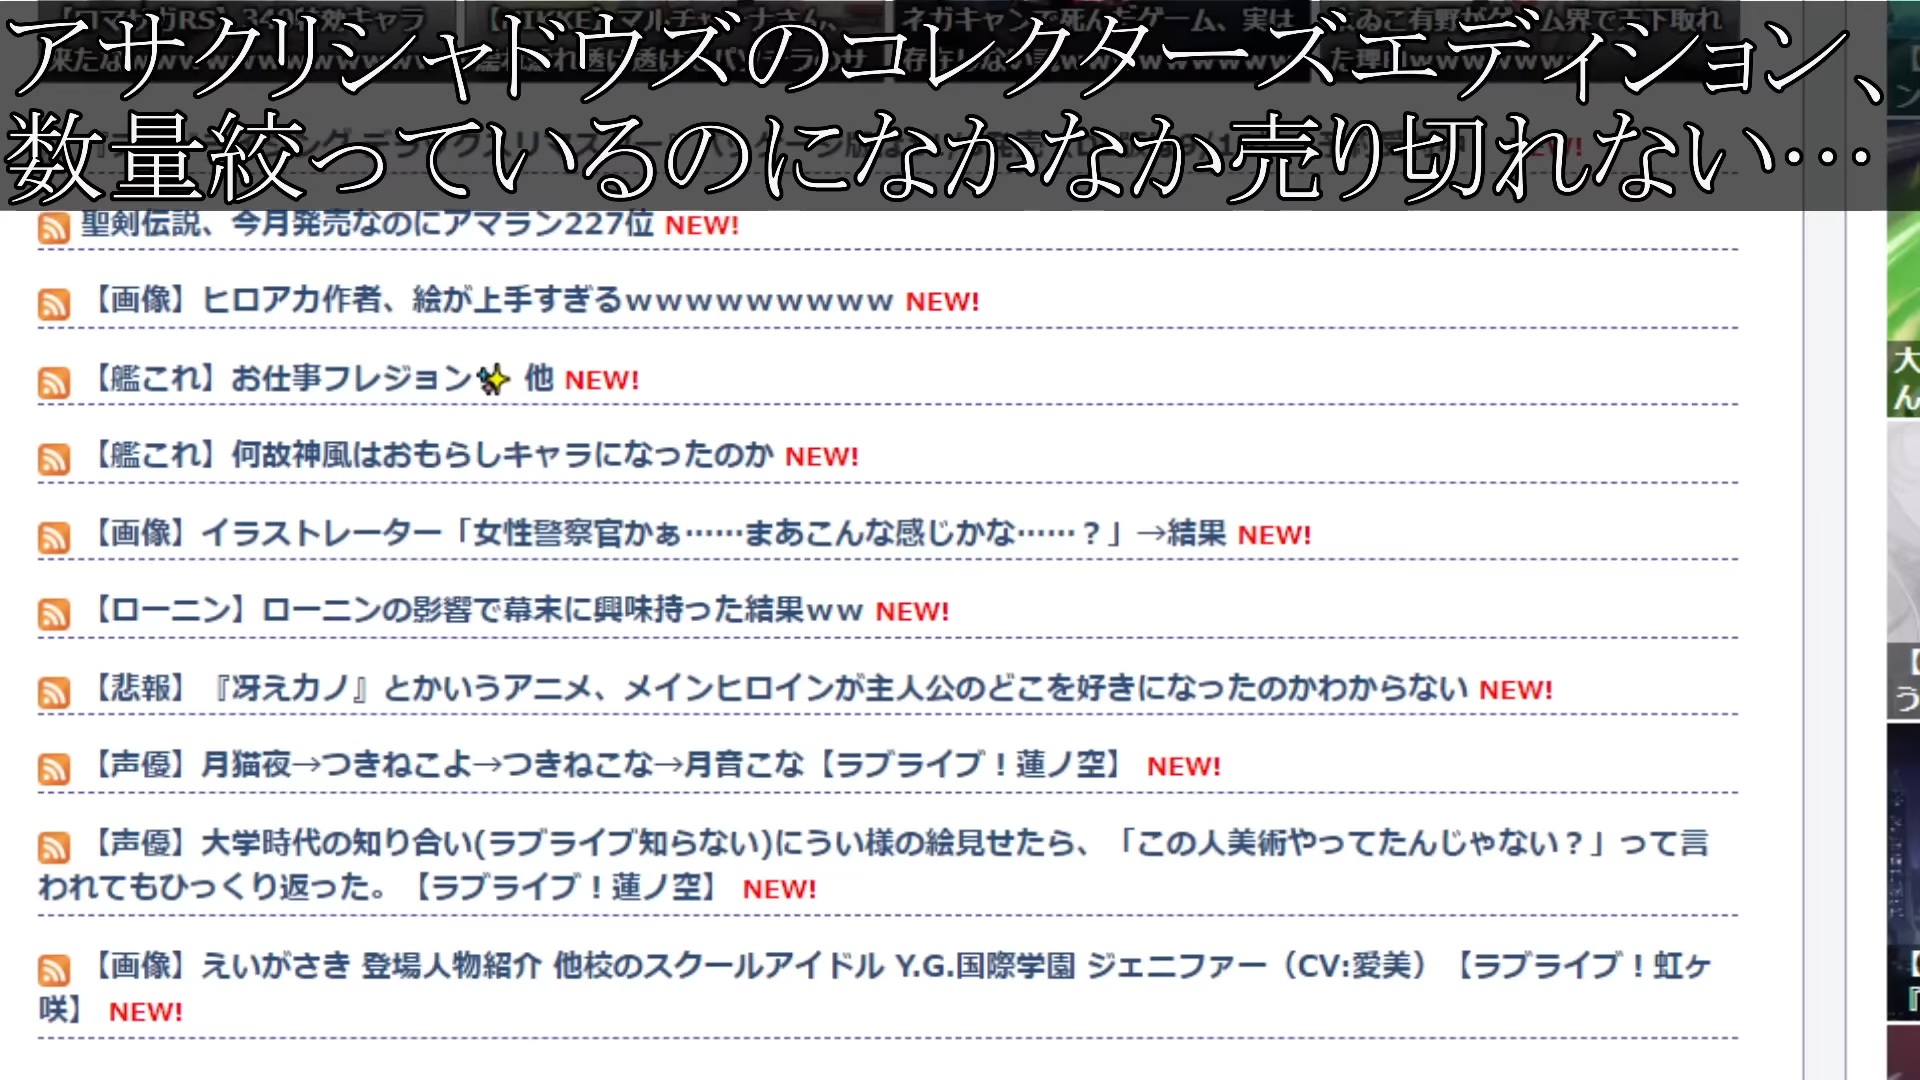 アサクリシャドウズのコレクターズエディション、
数量絞っているのになかなか売り切れない…
聖剣伝説、今月発売なのにアマラン227位 NEW!
【画像】ヒロアカ作者、絵が上手すぎるｗｗｗｗｗｗｗｗｗ NEW!
【艦これ】お仕事フレジョン✨ 他 NEW!
【艦これ】何故神風はおもらしキャラになったのか NEW!
【画像】イラストレーター「女性警察官かぁ……まあこんな感じかな……？」→結果 NEW!
【ローニン】ローニンの影響で幕末に興味持った結果ｗｗ NEW!
【悲報】『冴えカノ』とかいうアニメ、メインヒロインが主人公のどこを好きになったのかわからない NEW!
【声優】月猫夜→つきねこよ→つきねこな→月音こな【ラブライブ！蓮ノ空】 NEW!
【声優】大学時代の知り合い(ラブライブ知らない)にうい様の絵見せたら、「この人美術やってたんじゃない？」って言
われてもひっくり返った。【ラブライブ！蓮ノ空】 NEW!
【画像】えいがさき 登場人物紹介 他校のスクールアイドル Y.G.国際学園 ジェニファー（CV:愛美）【ラブライブ！虹ヶ
咲】 NEW!
大
ん
う